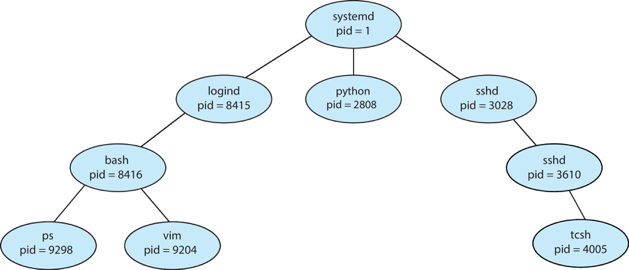 systemd
pid = 1
logind
pid = 8415
python
pid = 2808
sshd
pid = 3028
bash
pid = 8416
sshd
pid = 3610
ps
pid = 9298
vim
pid = 9204
tcsh
pid = 4005